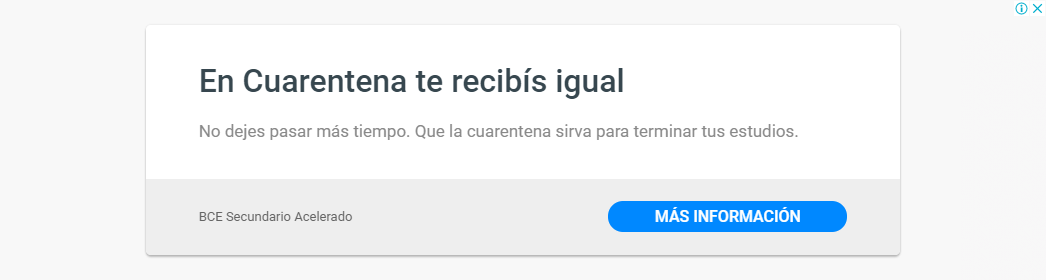 En Cuarentena te recibís igual
No dejes pasar más tiempo. Que la cuarentena sirva para terminar tus estudios.
BCE Secundario Acelerado
MÁS INFORMACIÓN